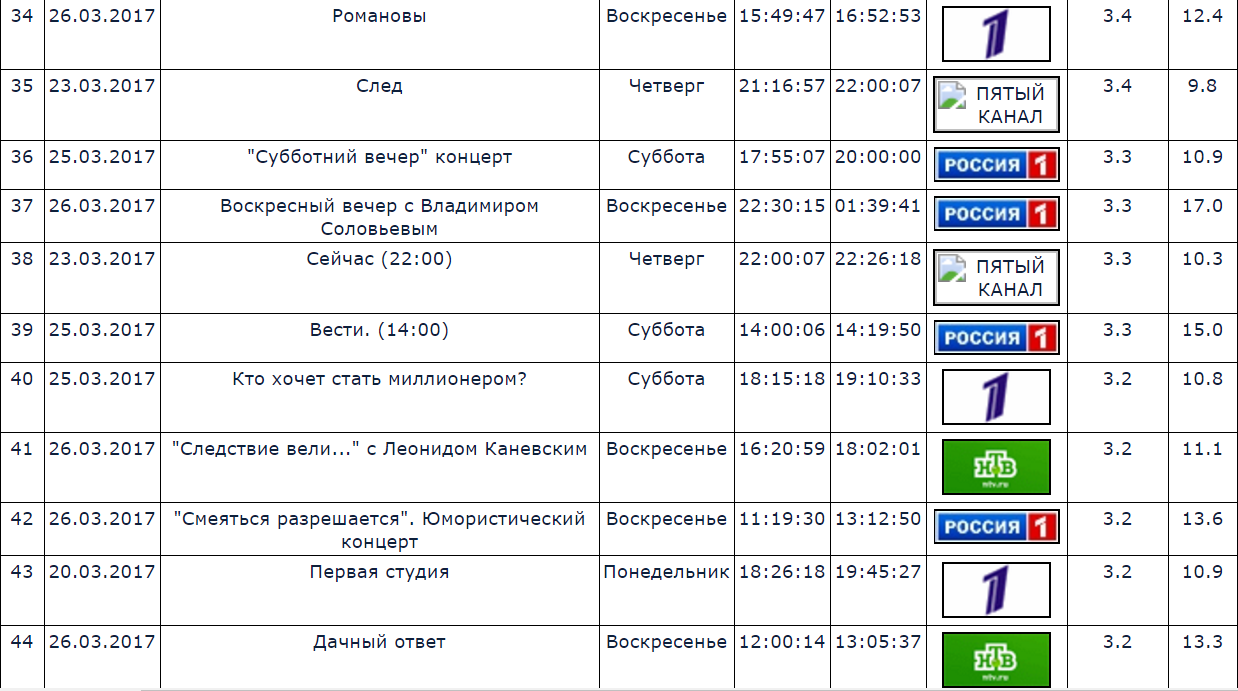 34 26.03.2017 Романовы Воскресенье 15:49:47 16:52:53 1 3.4 12.4
35 23.03.2017 След Четверг 21:16:57 22:00:07 ПЯТЫЙ 3.4 9.8
КАНАЛ
36 25.03.2017 "Субботний вечер" концерт Суббота 17:55:07 20:00:00 РОССИЯ 1 3.3 10.9
37 26.03.2017 Воскресный вечер с Владимиром Воскресенье 22:30:15 01:39:41 РОССИЯ 1 3.3 17.0
Соловьевым
38 23.03.2017 Сейчас (22:00) Четверг 22:00:07 22:26:18 ПЯТЫЙ 3.3 10.3
КАНАЛ
39 25.03.2017 Вести. (14:00) Суббота 14:00:06 14:19:50 РОССИЯ 1 3.3 15.0
40 25.03.2017 Кто хочет стать миллионером? Суббота 18:15:18 19:10:33 1 3.2 10.8
41 26.03.2017 "Следствие вели..." с Леонидом Каневским Воскресенье 16:20:59 18:02:01 НТВ 3.2 11.1
ntv.ru
42 26.03.2017 "Смеяться разрешается". Юмористический Воскресенье 11:19:30 13:12:50 РОССИЯ 1 3.2 13.6
концерт
43 20.03.2017 Первая студия Понедельник 18:26:18 19:45:27 1 3.2 10.9
44 26.03.2017 Дачный ответ Воскресенье 12:00:14 13:05:37 НТВ 3.2 13.3
ntv.ru